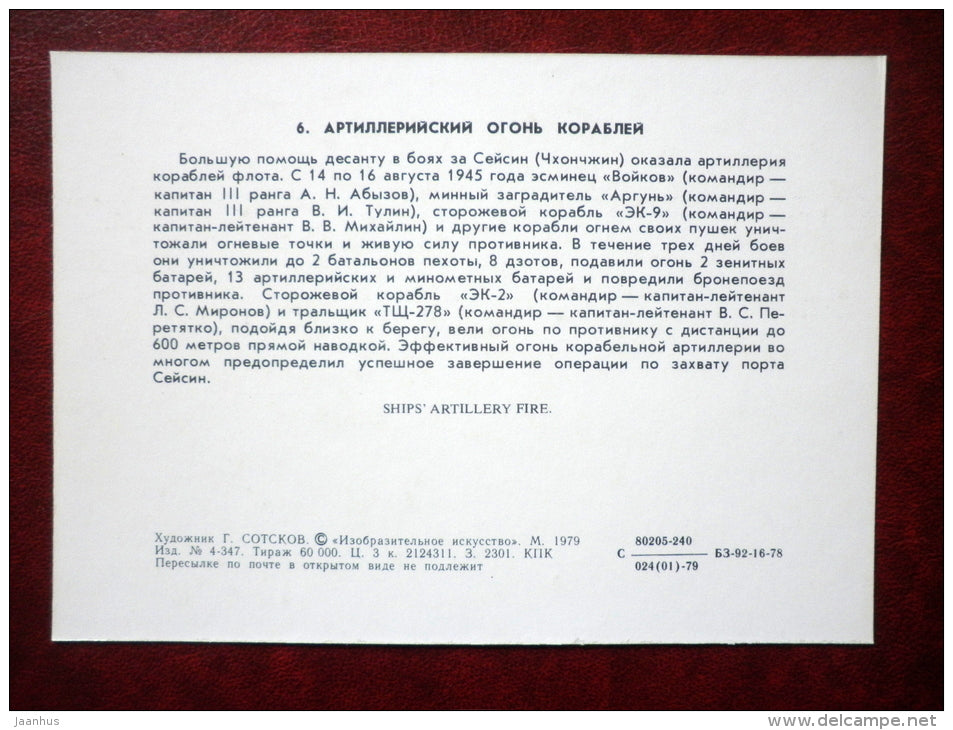 6. АРТИЛЛЕРИЙСКИЙ ОГОНЬ КОРАБЛЕЙ
Большую помощь десанту в боях за Сейсин (Чхончжин) оказала артиллерия
кораблей флота. С 14 по 16 августа 1945 года эсминец «Войков» (командир —
капитан III ранга А. Н. Абызов), минный заградитель «Аргунь» (командир —
капитан III ранга В. И. Тулин), сторожевой корабль «ЭК-9» (командир —
капитан-лейтенант В. В. Михайлин) и другие корабли огнем своих пушек унич-
тожали огневые точки и живую силу противника. В течение трех дней боев
они уничтожили до 2 батальонов пехоты, 8 дзотов, подавили огонь 2 зенитных
батарей, 13 артиллерийских и минометных батарей и повредили бронепоезд
противника. Сторожевой корабль «ЭК-2» (командир — капитан-лейтенант
Л. С. Миронов) и тральщик «ТЩ-278» (командир — капитан-лейтенант В. С. Пе-
ретятко), подойдя близко к берегу, вели огонь по противнику с дистанции до
600 метров прямой наводкой. Эффективный огонь корабельной артиллерии во
многом предопределил успешное завершение операции по захвату порта
Сейсин.
SHIPS' ARTILLERY FIRE.
Художник Г. СОТСКОВ. © «Изобразительное искусство». М. 1979
Изд. № 4-347. Тираж 60 000. Ц. 3 к. 2124311. З. 2301. КПК
Пересылке по почте в открытом виде не подлежит
80205-240
С ——— БЗ-92-16-78
024(01)-79
Jaanhus
www.delcampe.net